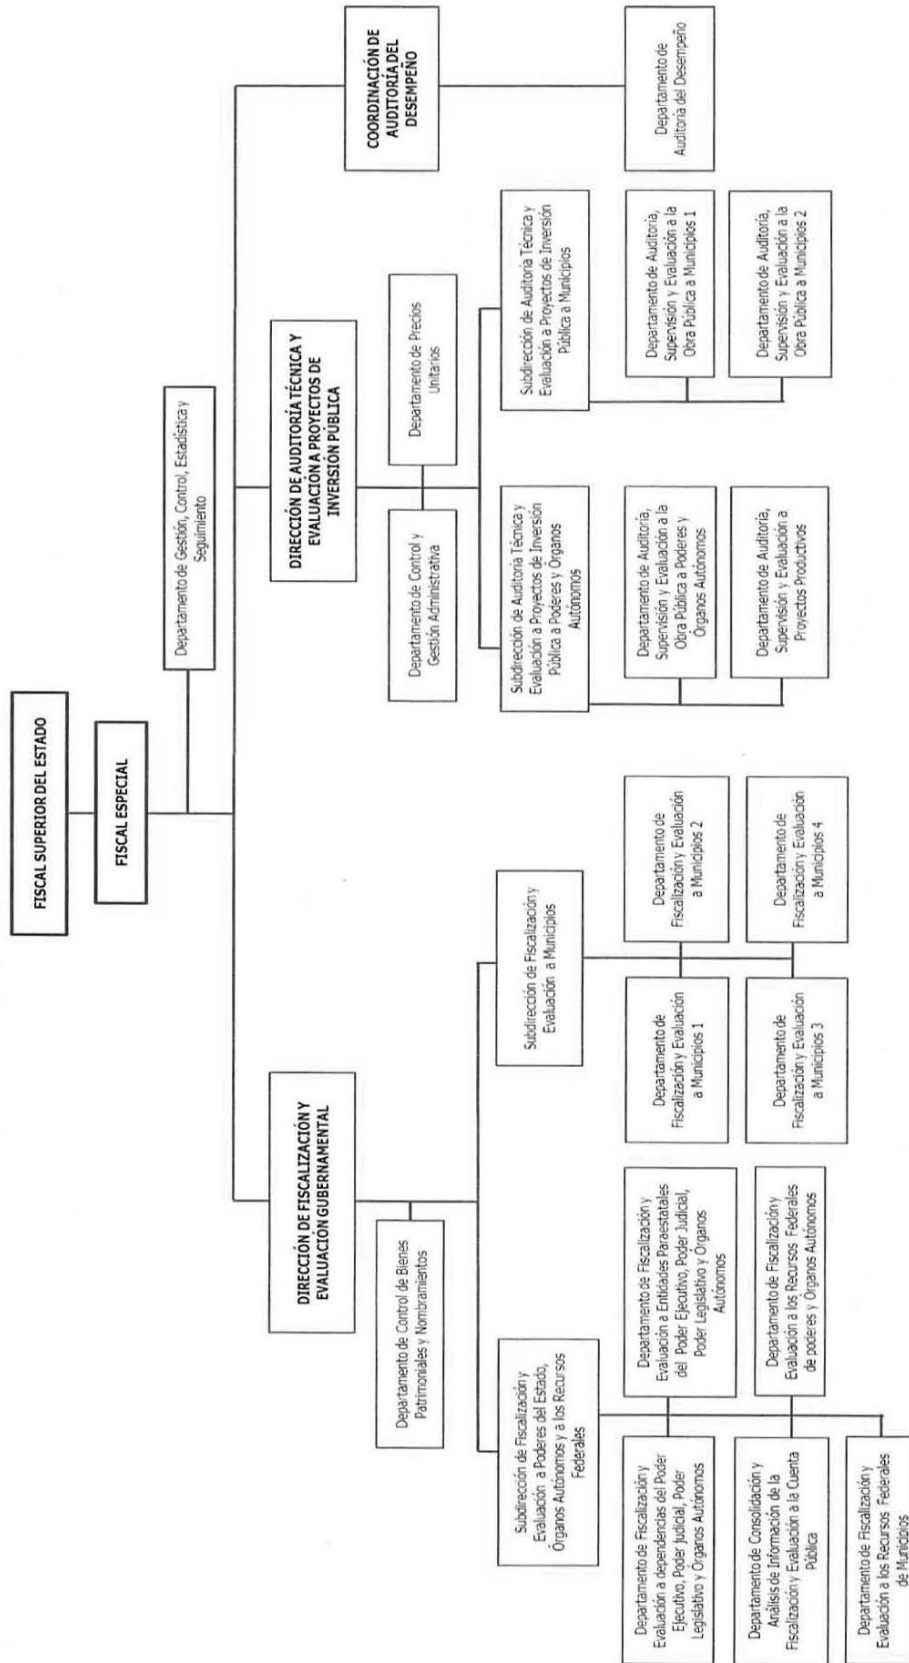 FISCAL SUPERIOR DEL ESTADO
FISCAL ESPECIAL
Departamento de Gestión, Control, Estadística y
Seguimiento
DIRECCIÓN DE FISCALIZACIÓN Y
EVALUACIÓN GUBERNAMENTAL
DIRECCIÓN DE AUDITORÍA TÉCNICA Y
EVALUACIÓN A PROYECTOS DE
INVERSIÓN PÚBLICA
COORDINACIÓN DE
AUDITORÍA DEL
DESEMPEÑO
Departamento de Control de Bienes
Patrimoniales y Nombramientos
Departamento de Control y
Gestión Administrativa
Departamento de Precios
Unitarios
Subdirección de Fiscalización y
Evaluación a Poderes del Estado,
Órganos Autónomos y a los Recursos
Federales
Subdirección de Fiscalización y
Evaluación a Municipios
Subdirección de Auditoría Técnica y
Evaluación a Proyectos de Inversión
Pública a Poderes y Órganos
Autónomos
Subdirección de Auditoría Técnica y
Evaluación a Proyectos de Inversión
Pública a Municipios
Departamento de Fiscalización y
Evaluación a dependencias del Poder
Ejecutivo, Poder Judicial, Poder
Legislativo y Órganos Autónomos
Departamento de Fiscalización y
Evaluación a Entidades Paraestatales
del Poder Ejecutivo, Poder Judicial,
Poder Legislativo y Órganos
Autónomos
Departamento de
Fiscalización y Evaluación
a Municipios 1
Departamento de
Fiscalización y Evaluación
a Municipios 2
Departamento de Auditoría,
Supervisión y Evaluación a la
Obra Pública a Poderes y
Órganos Autónomos
Departamento de Auditoría,
Supervisión y Evaluación a la
Obra Pública a Municipios 1
Departamento de
Auditoría del Desempeño
Departamento de Consolidación y
Análisis de Información de la
Fiscalización y Evaluación a la Cuenta
Pública
Departamento de Fiscalización y
Evaluación a los Recursos Federales
de poderes y Órganos Autónomos
Departamento de
Fiscalización y Evaluación
a Municipios 3
Departamento de
Fiscalización y Evaluación
a Municipios 4
Departamento de Auditoría,
Supervisión y Evaluación a
Proyectos Productivos
Departamento de Auditoría,
Supervisión y Evaluación a la
Obra Pública a Municipios 2
Departamento de Fiscalización y
Evaluación a los Recursos Federales
de Municipios